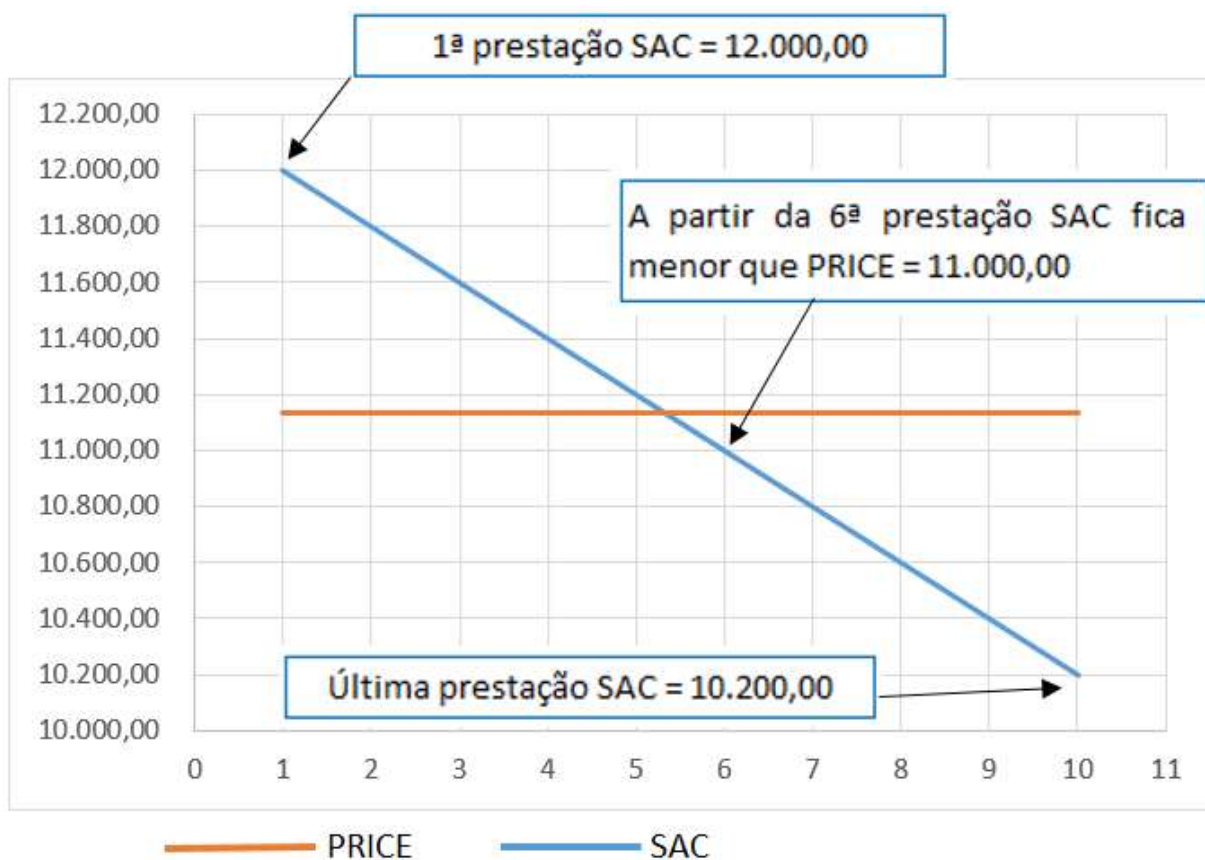 1ª prestação SAC = 12.000,00
12.200,00
12.000,00
11.800,00
11.600,00
11.400,00
11.200,00
11.000,00
10.800,00
10.600,00
10.400,00
10.200,00
10.000,00
A partir da 6ª prestação SAC fica
menor que PRICE = 11.000,00
Última prestação SAC = 10.200,00
0 1 2 3 4 5 6 7 8 9 10 11
PRICE SAC